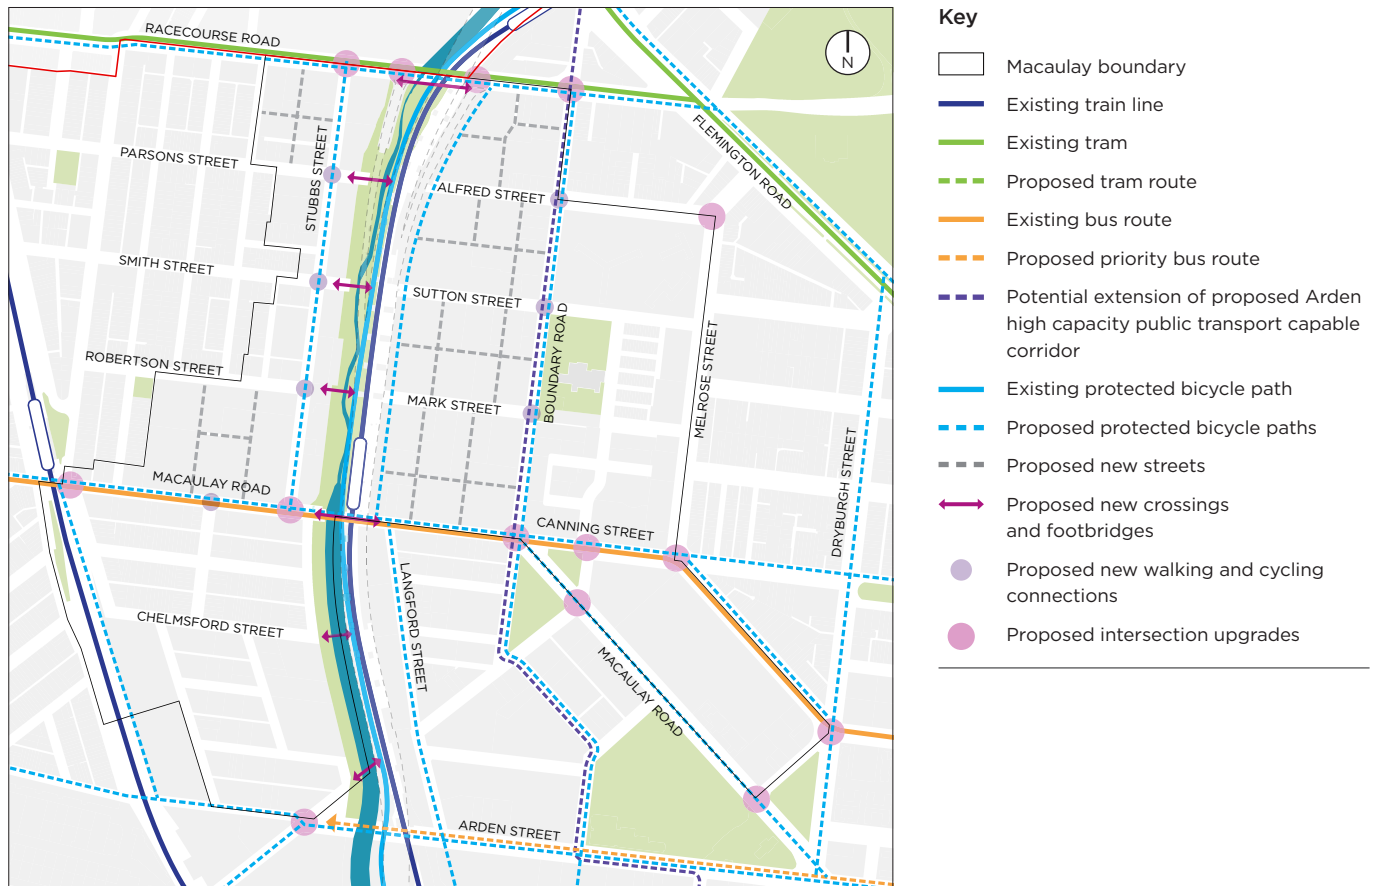 RACECOURSE ROAD
N
PARSONS STREET
STUBBS STREET
ALFRED STREET
FLEMINGTON ROAD
SMITH STREET
SUTTON STREET
BOUNDARY ROAD
MELROSE STREET
ROBERTSON STREET
MARK STREET
DRYBURGH STREET
MACAULAY ROAD
CANNING STREET
LANGFORD STREET
CHELMSFORD STREET
MACAULAY ROAD
ARDEN STREET
Key
Macaulay boundary
Existing train line
Existing tram
Proposed tram route
Existing bus route
Proposed priority bus route
Potential extension of proposed Arden
high capacity public transport capable
corridor
Existing protected bicycle path
Proposed protected bicycle paths
Proposed new streets
Proposed new crossings
and footbridges
Proposed new walking and cycling
connections
Proposed intersection upgrades